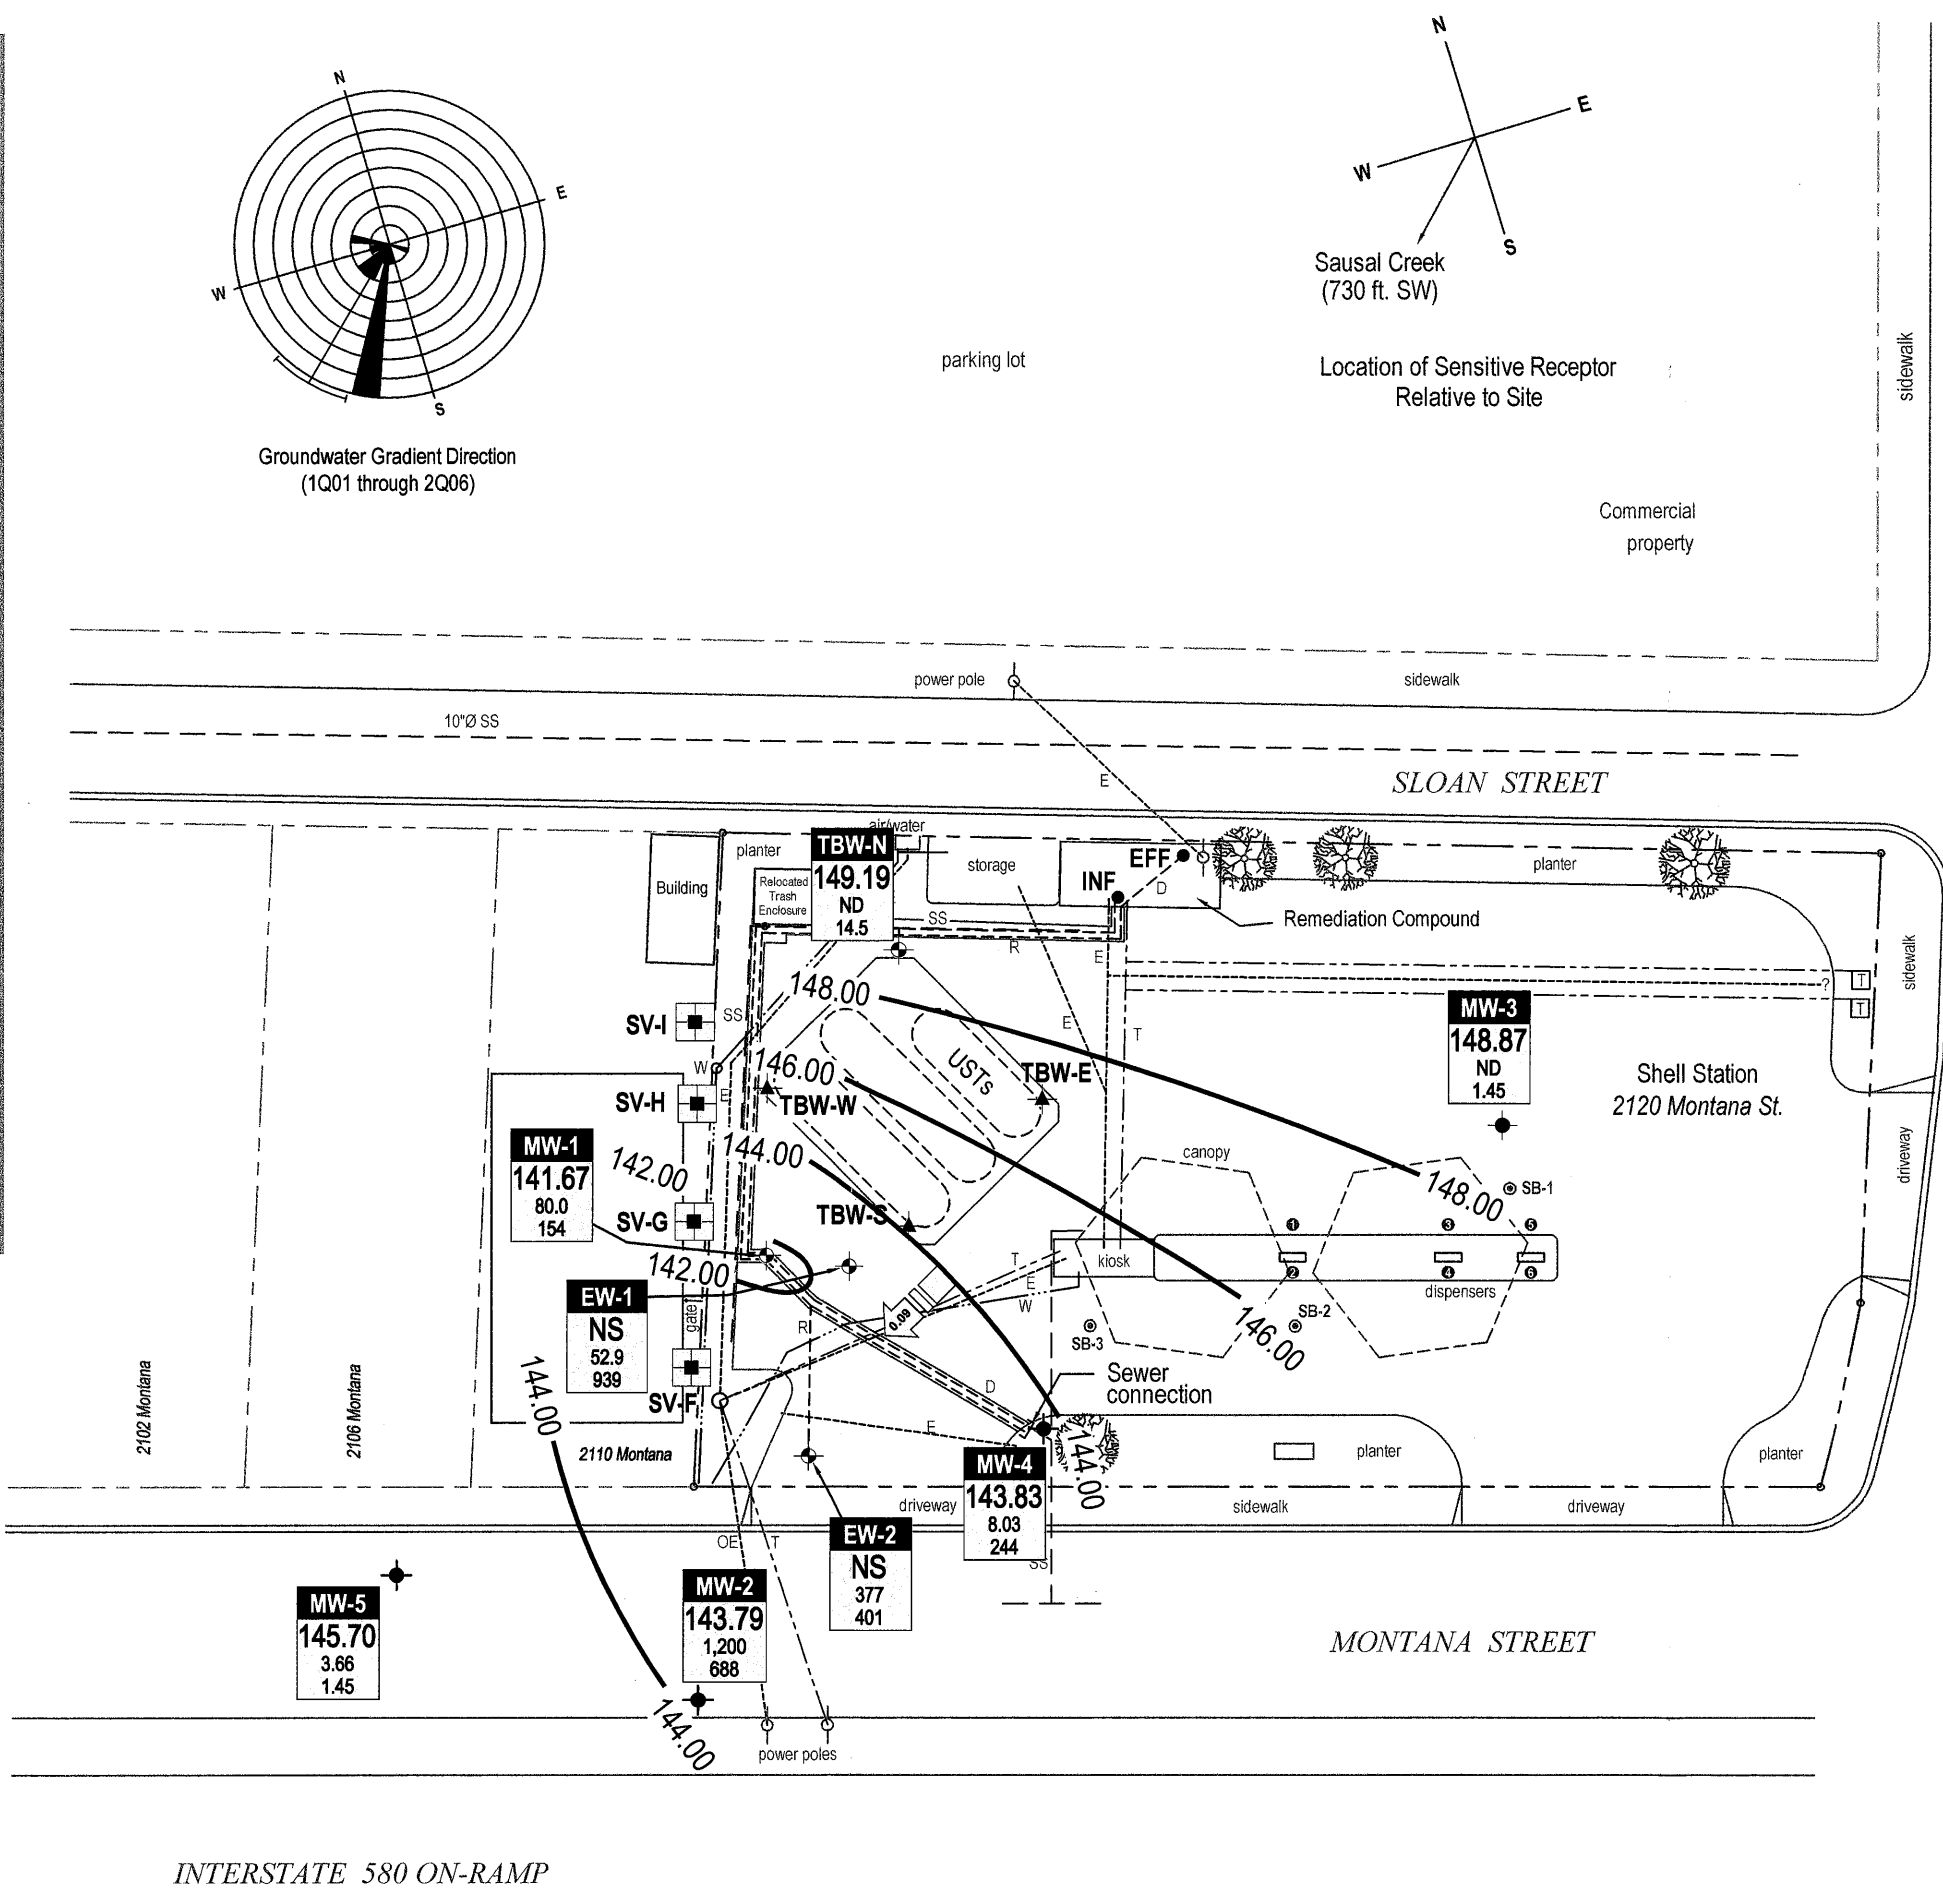 N
E
W
S
Groundwater Gradient Direction
(1Q01 through 2Q06)
N
E
W
S
Sausal Creek
(730 ft. SW)
Location of Sensitive Receptor
Relative to Site
parking lot
sidewalk
Commercial
property
power pole
sidewalk
10"Ø SS
E
SLOAN STREET
air/water
planter
TBW-N
149.19
ND
14.5
storage
EFF
INF
D
planter
Building
Relocated
Trash
Enclosure
SS
R
E
Remediation Compound
sidewalk
148.00
SV-I
SS
E
T
?
T
T
MW-3
148.87
ND
1.45
Shell Station
2120 Montana St.
W
146.00
USTs
TBW-E
SV-H
E
TBW-W
MW-1
141.67
80.0
154
142.00
144.00
canopy
driveway
148.00
SB-1
SV-G
TBW-S
1
3
5
142.00
T
E
W
kiosk
2
4
6
dispensers
EW-1
NS
52.9
939
gate
R
0.09
SB-3
SB-2
146.00
144.00
SV-F
D
Sewer
connection
E
2102 Montana
2106 Montana
2110 Montana
144.00
planter
planter
MW-4
143.83
8.03
244
SS
driveway
sidewalk
driveway
OE
T
EW-2
NS
377
401
MW-5
145.70
3.66
1.45
MW-2
143.79
1,200
688
144.00
power poles
MONTANA STREET
INTERSTATE 580 ON-RAMP